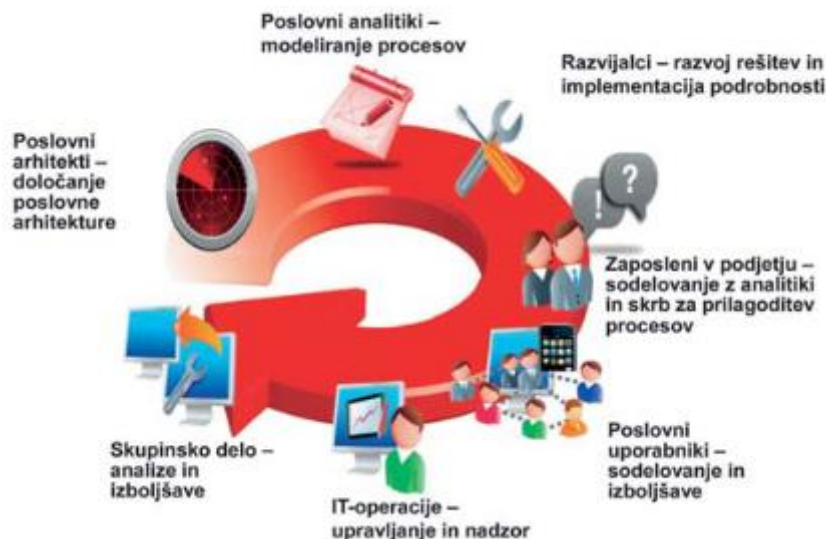 Poslovni analitiki –
modeliranje procesov
Razvijalci – razvoj rešitev in
implementacija podrobnosti
Poslovni
arhitekti –
določanje
poslovne
arhitekture
! ?
Zaposleni v podjetju –
sodelovanje z analitiki
in skrb za prilagoditev
procesov
Poslovni
uporabniki –
sodelovanje in
izboljšave
IT-operacije –
upravljanje in nadzor
Skupinsko delo –
analize in
izboljšave